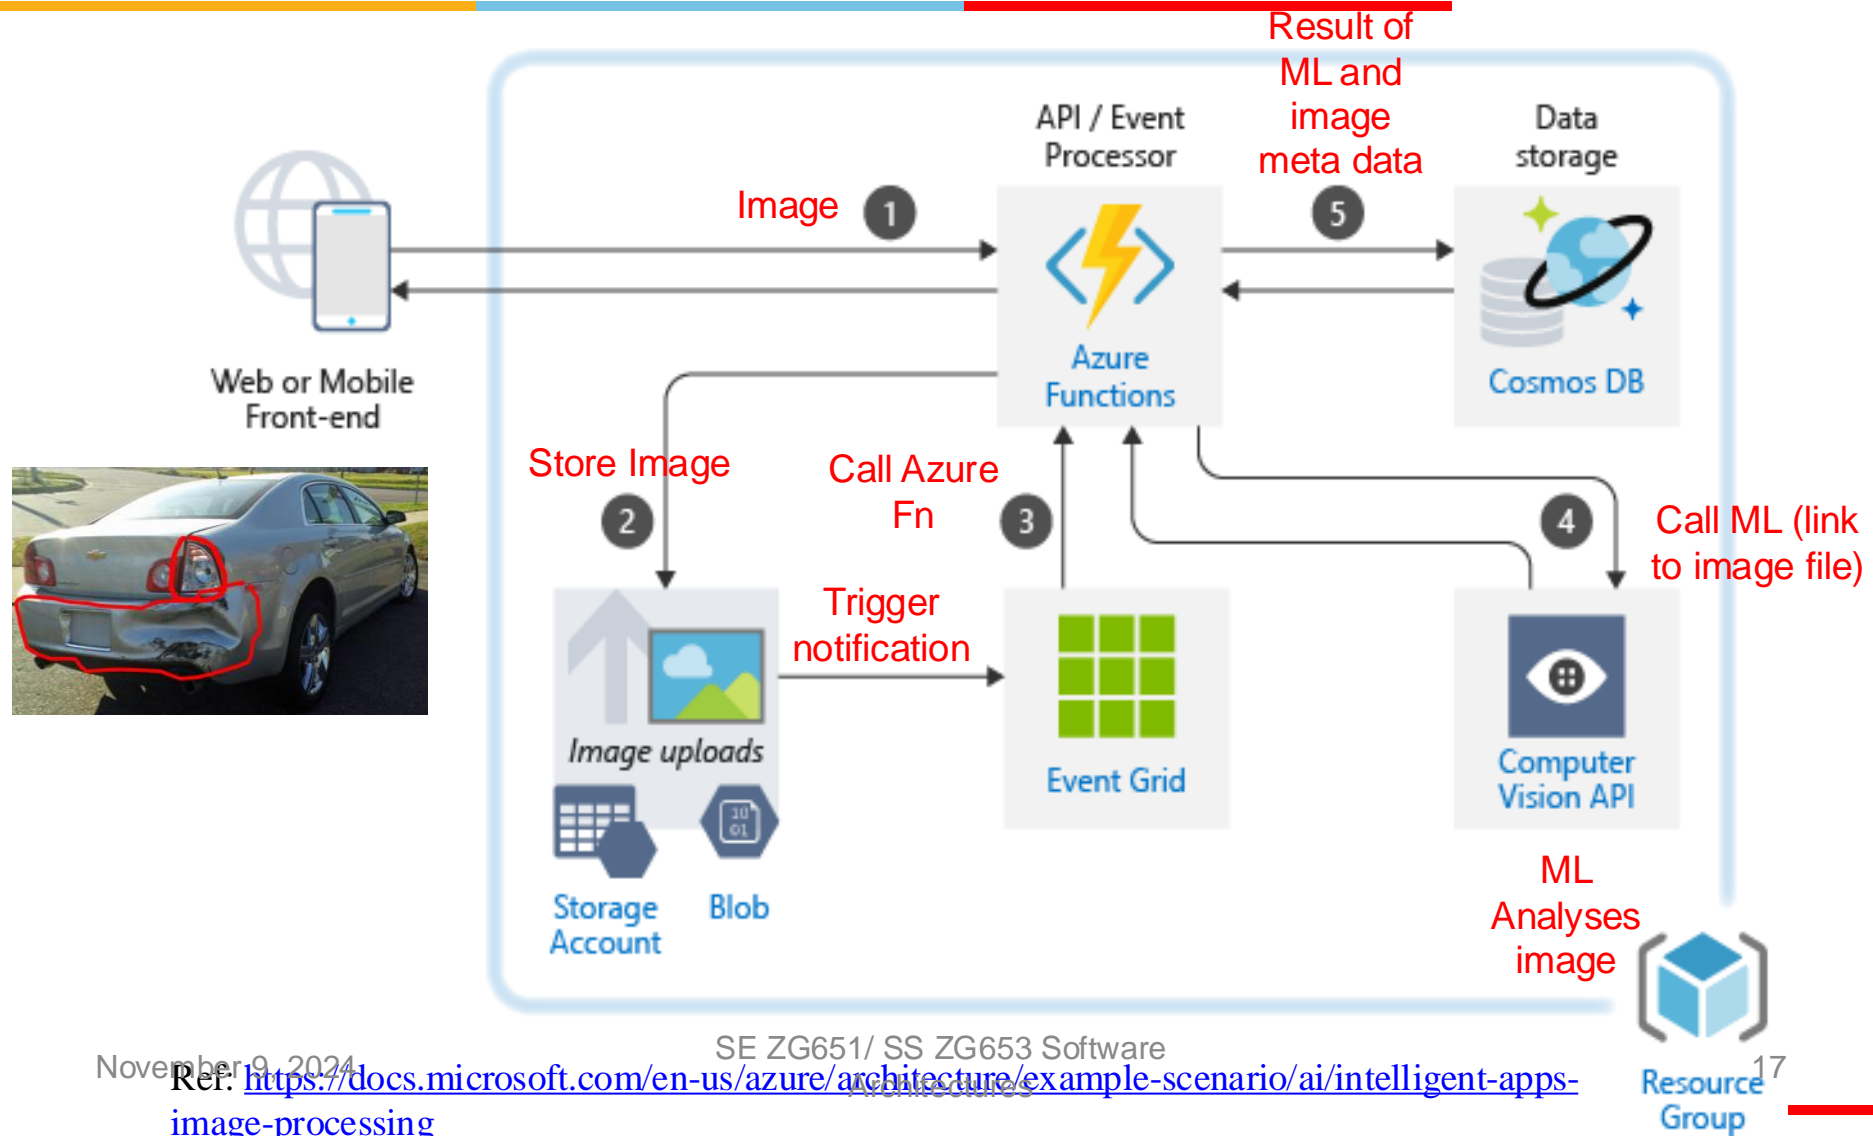 Result of
ML and
image
meta data
API / Event
Processor
Data
storage
Image
1
5
Web or Mobile
Front-end
Azure
Functions
Cosmos DB
Store Image
2
Call Azure
Fn
3
4
Call ML (link
to image file)
Trigger
notification
Image uploads
10
01
Storage
Account
Blob
Event Grid
Computer
Vision API
ML
Analyses
image
SE ZG651/ SS ZG653 Software
Architectures
November 9, 2024
17
Ref: https://docs.microsoft.com/en-us/azure/architecture/example-scenario/ai/intelligent-apps-
image-processing
Resource
Group